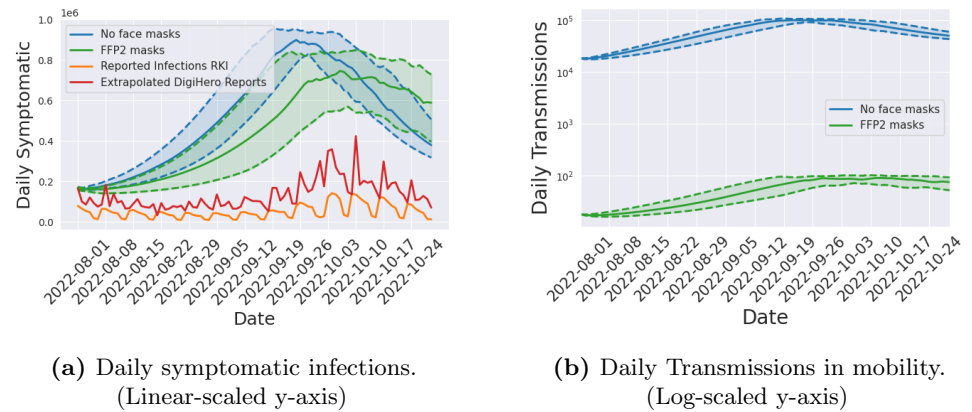 1e6
1.0
0.8
0.6
0.4
0.2
0.0
Daily Symptomatic
No face masks
FFP2 masks
Reported Infections RKI
Extrapolated DigiHero Reports
2022-08-01
2022-08-08
2022-08-15
2022-08-22
2022-08-29
2022-09-05
2022-09-12
2022-09-19
2022-09-26
2022-10-03
2022-10-10
2022-10-17
2022-10-24
Date
(a) Daily symptomatic infections.
(Linear-scaled y-axis)
10⁵
10⁴
10³
10²
Daily Transmissions
No face masks
FFP2 masks
2022-08-01
2022-08-08
2022-08-15
2022-08-22
2022-08-29
2022-09-05
2022-09-12
2022-09-19
2022-09-26
2022-10-03
2022-10-10
2022-10-17
2022-10-24
Date
(b) Daily Transmissions in mobility.
(Log-scaled y-axis)